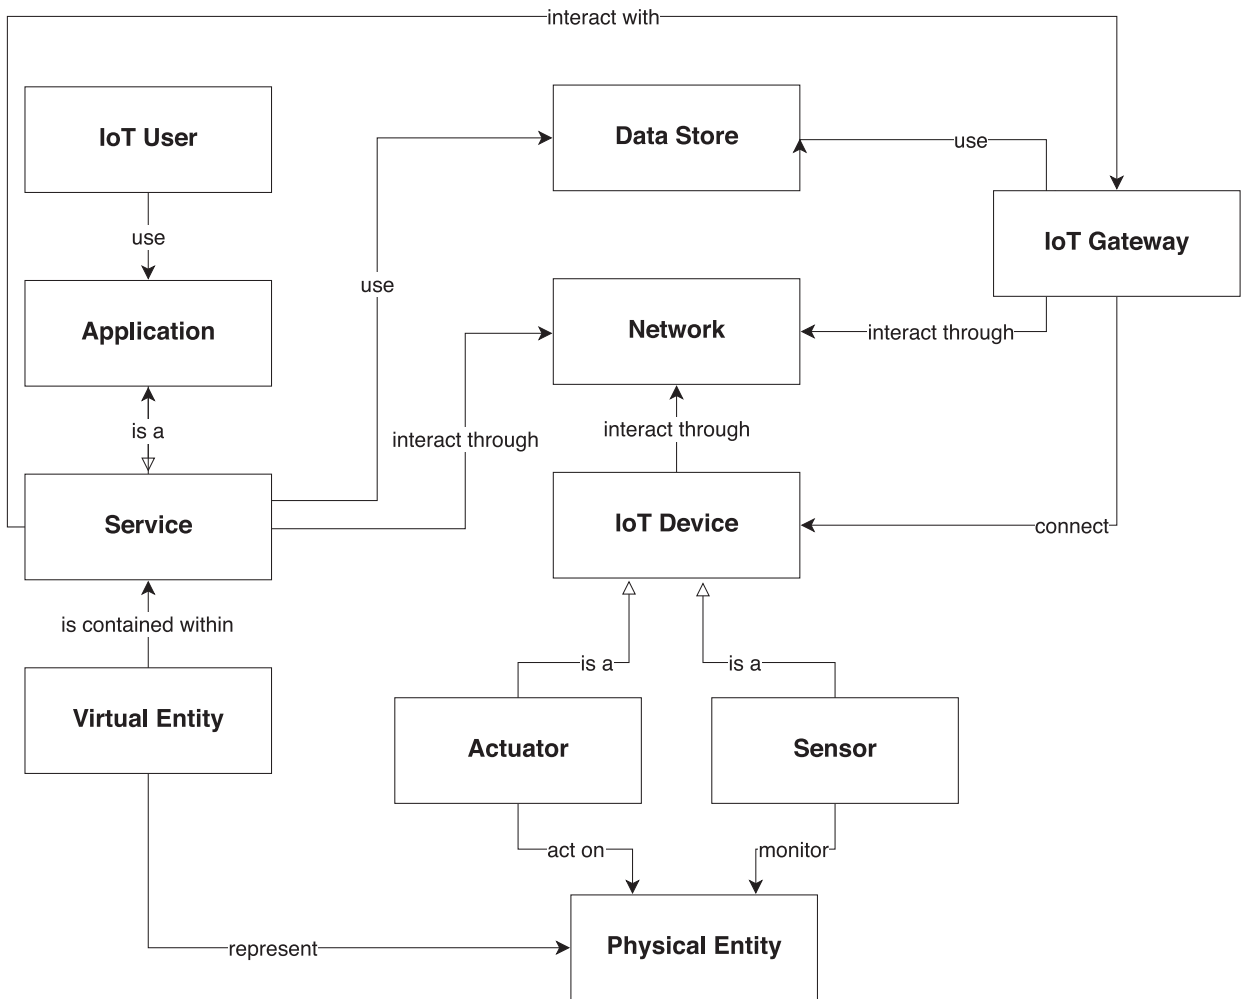 interact with
IoT User
Data Store
use
IoT Gateway
use
Application
use
Network
interact through
is a
interact through
interact through
Service
IoT Device
connect
is contained within
is a
is a
Virtual Entity
Actuator
Sensor
act on
monitor
represent
Physical Entity